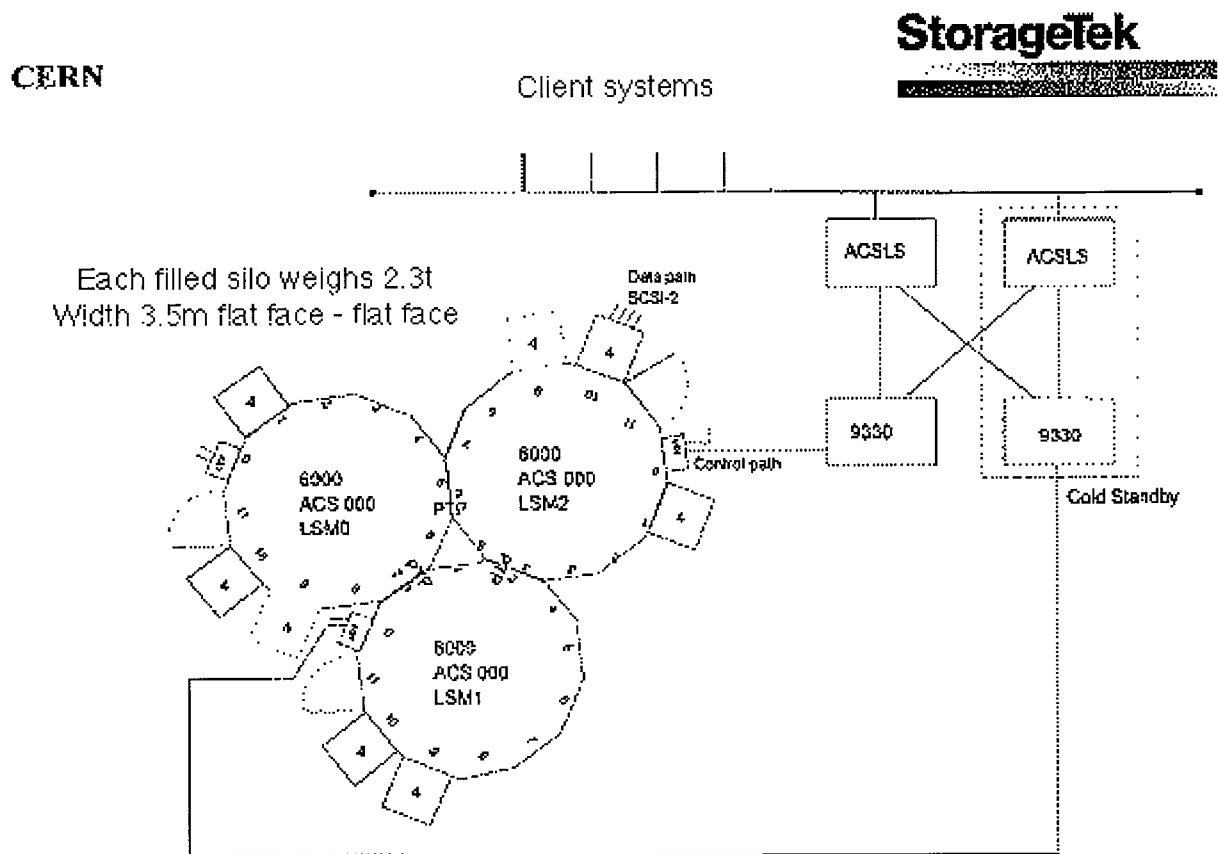 CERN
StorageTek
Client systems
ACSLS
ACSLS
Each filled silo weighs 2.3t
Width 3.5m flat face - flat face
Data path
SCSI-2
4
4
4
9330
9330
6000
ACS 000
LSM2
Control path
6000
ACS 000
LSM0
4
Cold Standby
4
4
6000
ACS 000
LSM1
4
4